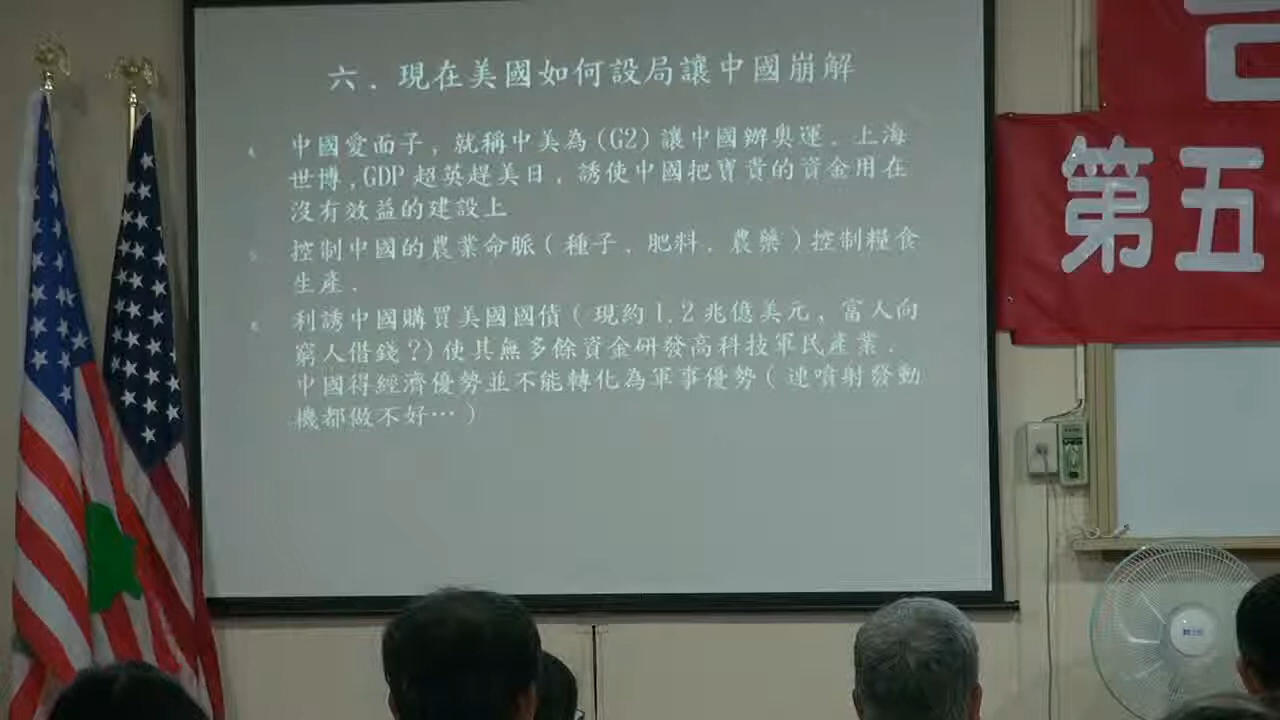 六．現在美國如何設局讓中國崩解
中國愛面子，就稱中美為(G2)讓中國辦奧運．上海
世博，GDP超英趕美日，誘使中國把寶貴的資金用在
沒有效益的建設上
控制中國的農業命脈(種子．肥料．農藥)控制糧食
生產．
利誘中國購買美國國債(現約1.2兆億美元，富人向
窮人借錢?)使其無多餘資金研發高科技軍民產業．
中國得經濟優勢並不能轉化為軍事優勢(連噴射發動
機都做不好…)
第五